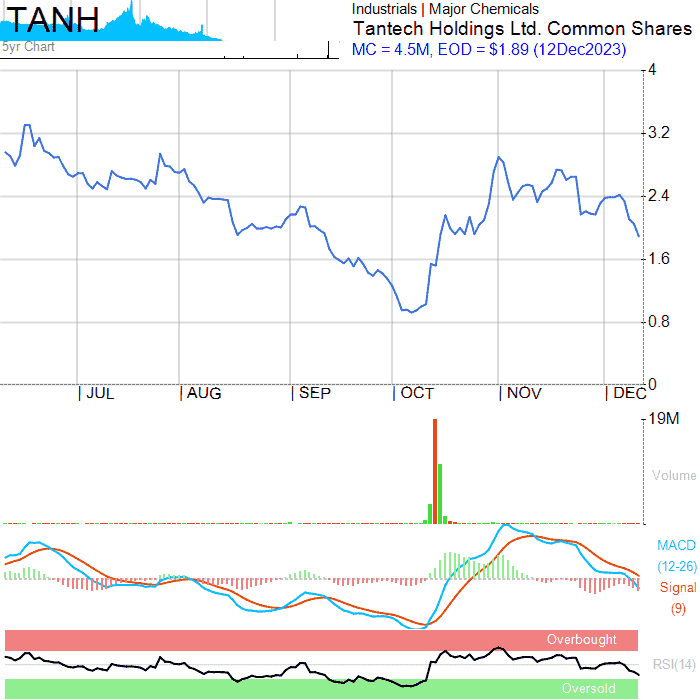 TANH
5yr Chart
Industrials | Major Chemicals
Tantech Holdings Ltd. Common Shares
MC = 4.5M, EOD = $1.89 (12Dec2023)
4
3.2
2.4
1.6
0.8
0
| JUL | AUG | SEP | OCT | NOV | DEC
19M
Volume
MACD
(12-26)
Signal
(9)
Overbought
RSI(14)
Oversold